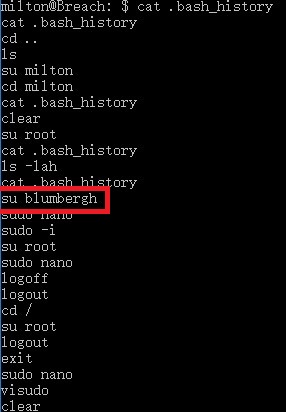 milton@Breach: $ cat .bash_history
cat .bash_history
cd ..
ls
su milton
cd milton
cat .bash_history
clear
su root
cat .bash_history
ls -lah
cat .bash_history
su blumbergh
sudo nano
sudo -i
su root
sudo nano
logoff
logout
cd /
su root
logout
exit
sudo nano
visudo
clear